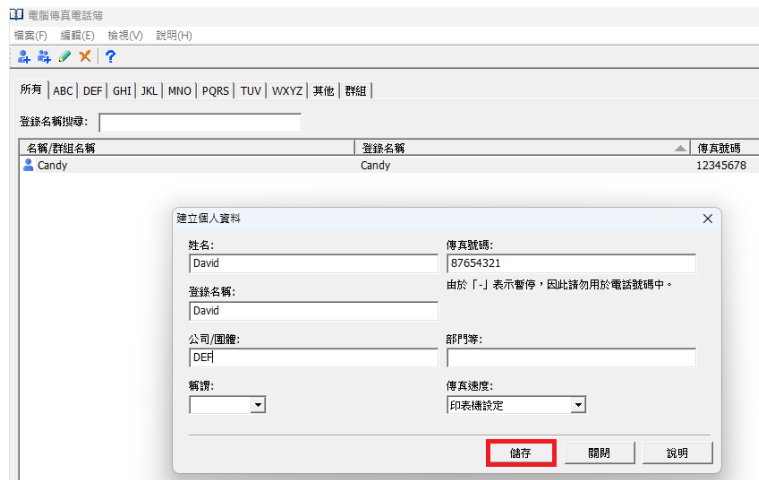 電腦傳真電話簿
檔案(F) 編輯(E) 檢視(V) 說明(H)
所有 ABC DEF GHI JKL MNO PQRS TUV WXYZ 其他 群組
登錄名稱搜尋:
名稱/群組名稱 登錄名稱 傳真號碼
Candy Candy 12345678
建立個人資料
姓名: 傳真號碼:
David 87654321
登錄名稱: 由於「-」表示暫停，因此請勿用於電話號碼中。
David
公司/團體: 部門等:
DEF
稱謂: 傳真速度:
印表機設定
儲存 關閉 說明